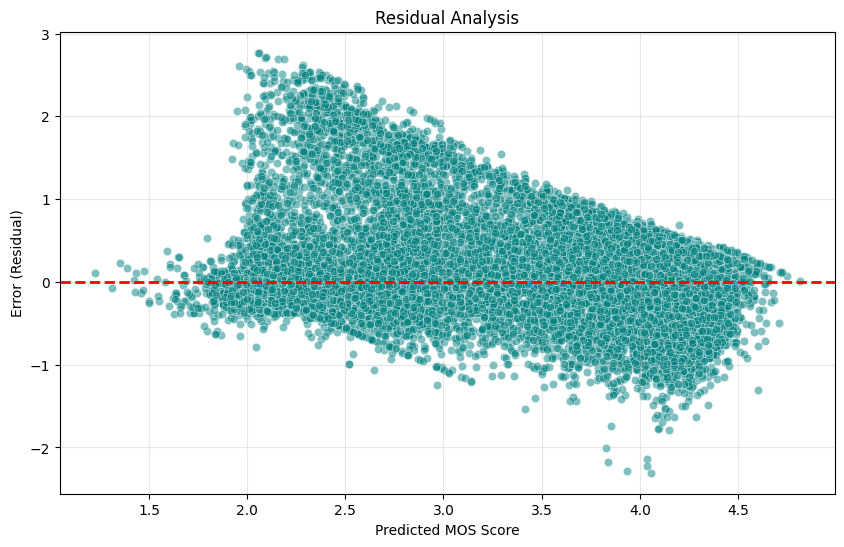 Residual Analysis
Error (Residual)
3
2
1
0
−1
−2
1.5 2.0 2.5 3.0 3.5 4.0 4.5
Predicted MOS Score